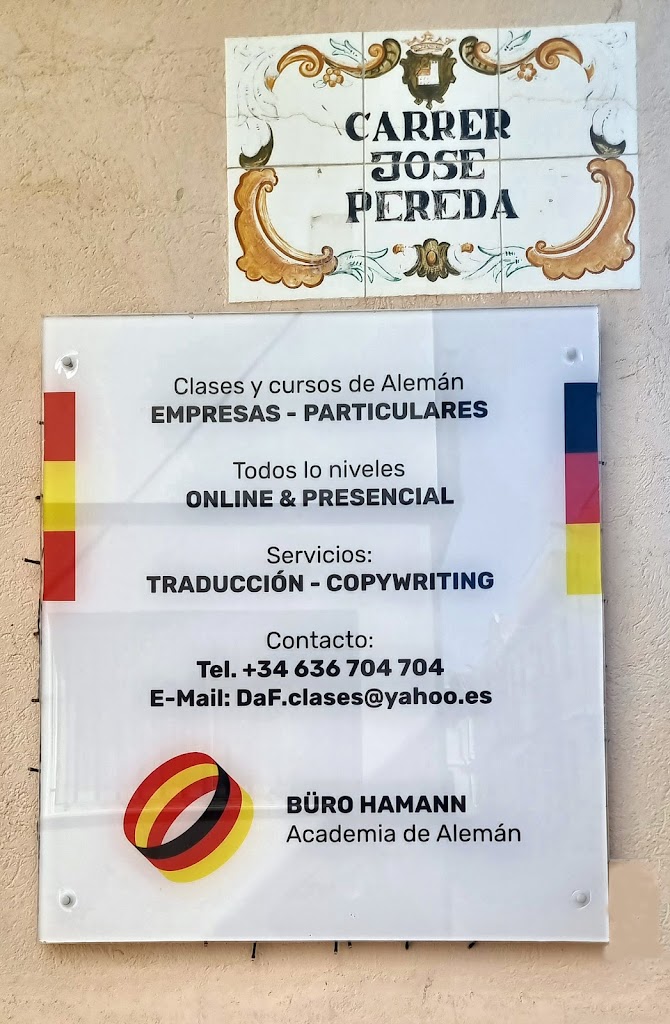 CARRER
JOSE
PEREDA
Clases y cursos de Alemán
EMPRESAS - PARTICULARES
Todos lo niveles
ONLINE & PRESENCIAL
Servicios:
TRADUCCIÓN - COPYWRITING
Contacto:
Tel. +34 636 704 704
E-Mail: DaF.clases@yahoo.es
BÜRO HAMANN
Academia de Alemán